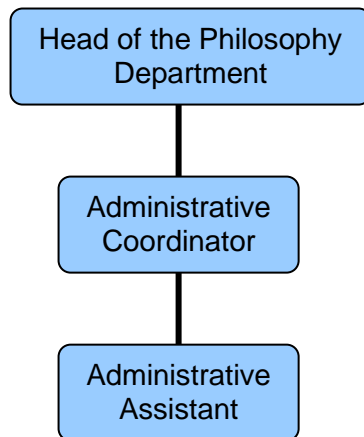 Head of the Philosophy
Department
Administrative
Coordinator
Administrative
Assistant